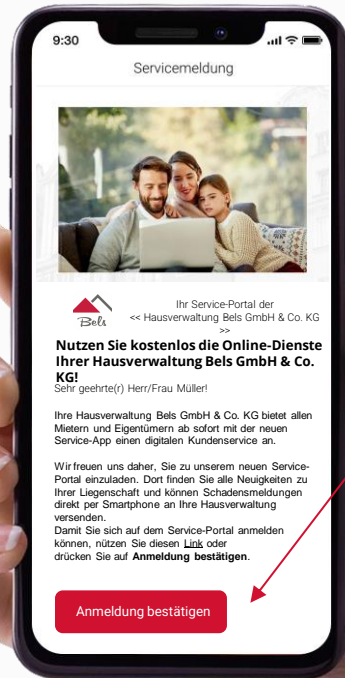 9:30
Servicemeldung
Bels
Ihr Service-Portal der
<< Hausverwaltung Bels GmbH & Co. KG
>>
Nutzen Sie kostenlos die Online-Dienste
Ihrer Hausverwaltung Bels GmbH & Co.
KG!
Sehr geehrte(r) Herr/Frau Müller!
Ihre Hausverwaltung Bels GmbH & Co. KG bietet allen
Mietern und Eigentümern ab sofort mit der neuen
Service-App einen digitalen Kundenservice an.
Wir freuen uns daher, Sie zu unserem neuen Service-
Portal einzuladen. Dort finden Sie alle Neuigkeiten zu
Ihrer Liegenschaft und können Schadensmeldungen
direkt per Smartphone an Ihre Hausverwaltung
versenden.
Damit Sie sich auf dem Service-Portal anmelden
können, nützen Sie diesen Link oder
drücken Sie auf Anmeldung bestätigen.
Anmeldung bestätigen